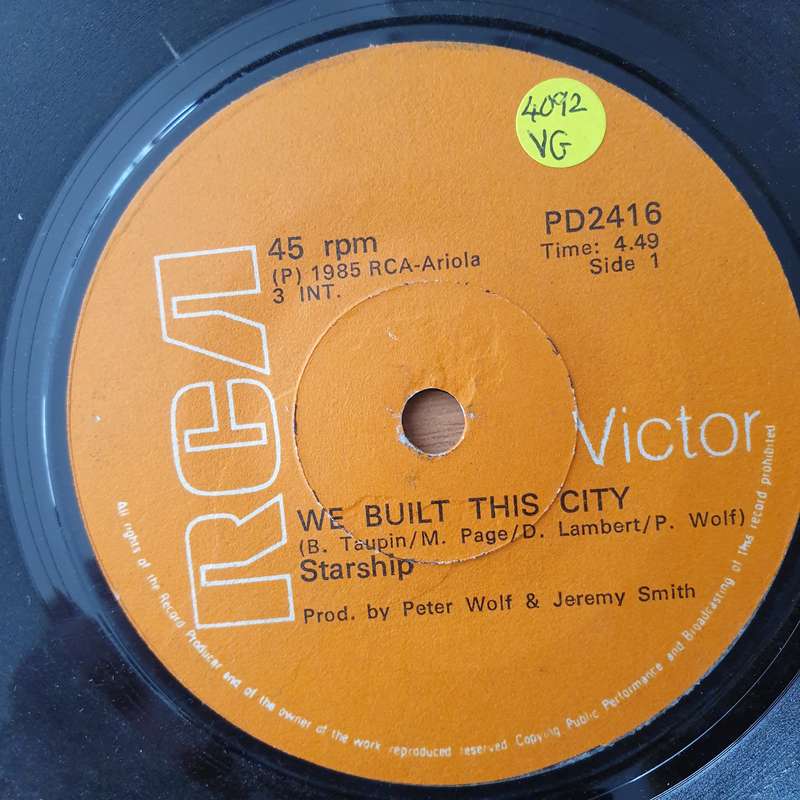 4092
VG
RCA
Victor
45 rpm
(P) 1985 RCA-Ariola
3 INT.
PD2416
Time: 4.49
Side 1
WE BUILT THIS CITY
(B. Taupin/M. Page/D. Lambert/P. Wolf)
Starship
Prod. by Peter Wolf & Jeremy Smith
All rights of the Record Producer and of the owner of the work reproduced reserved Copying Public Performance and Broadcasting of this record prohibited